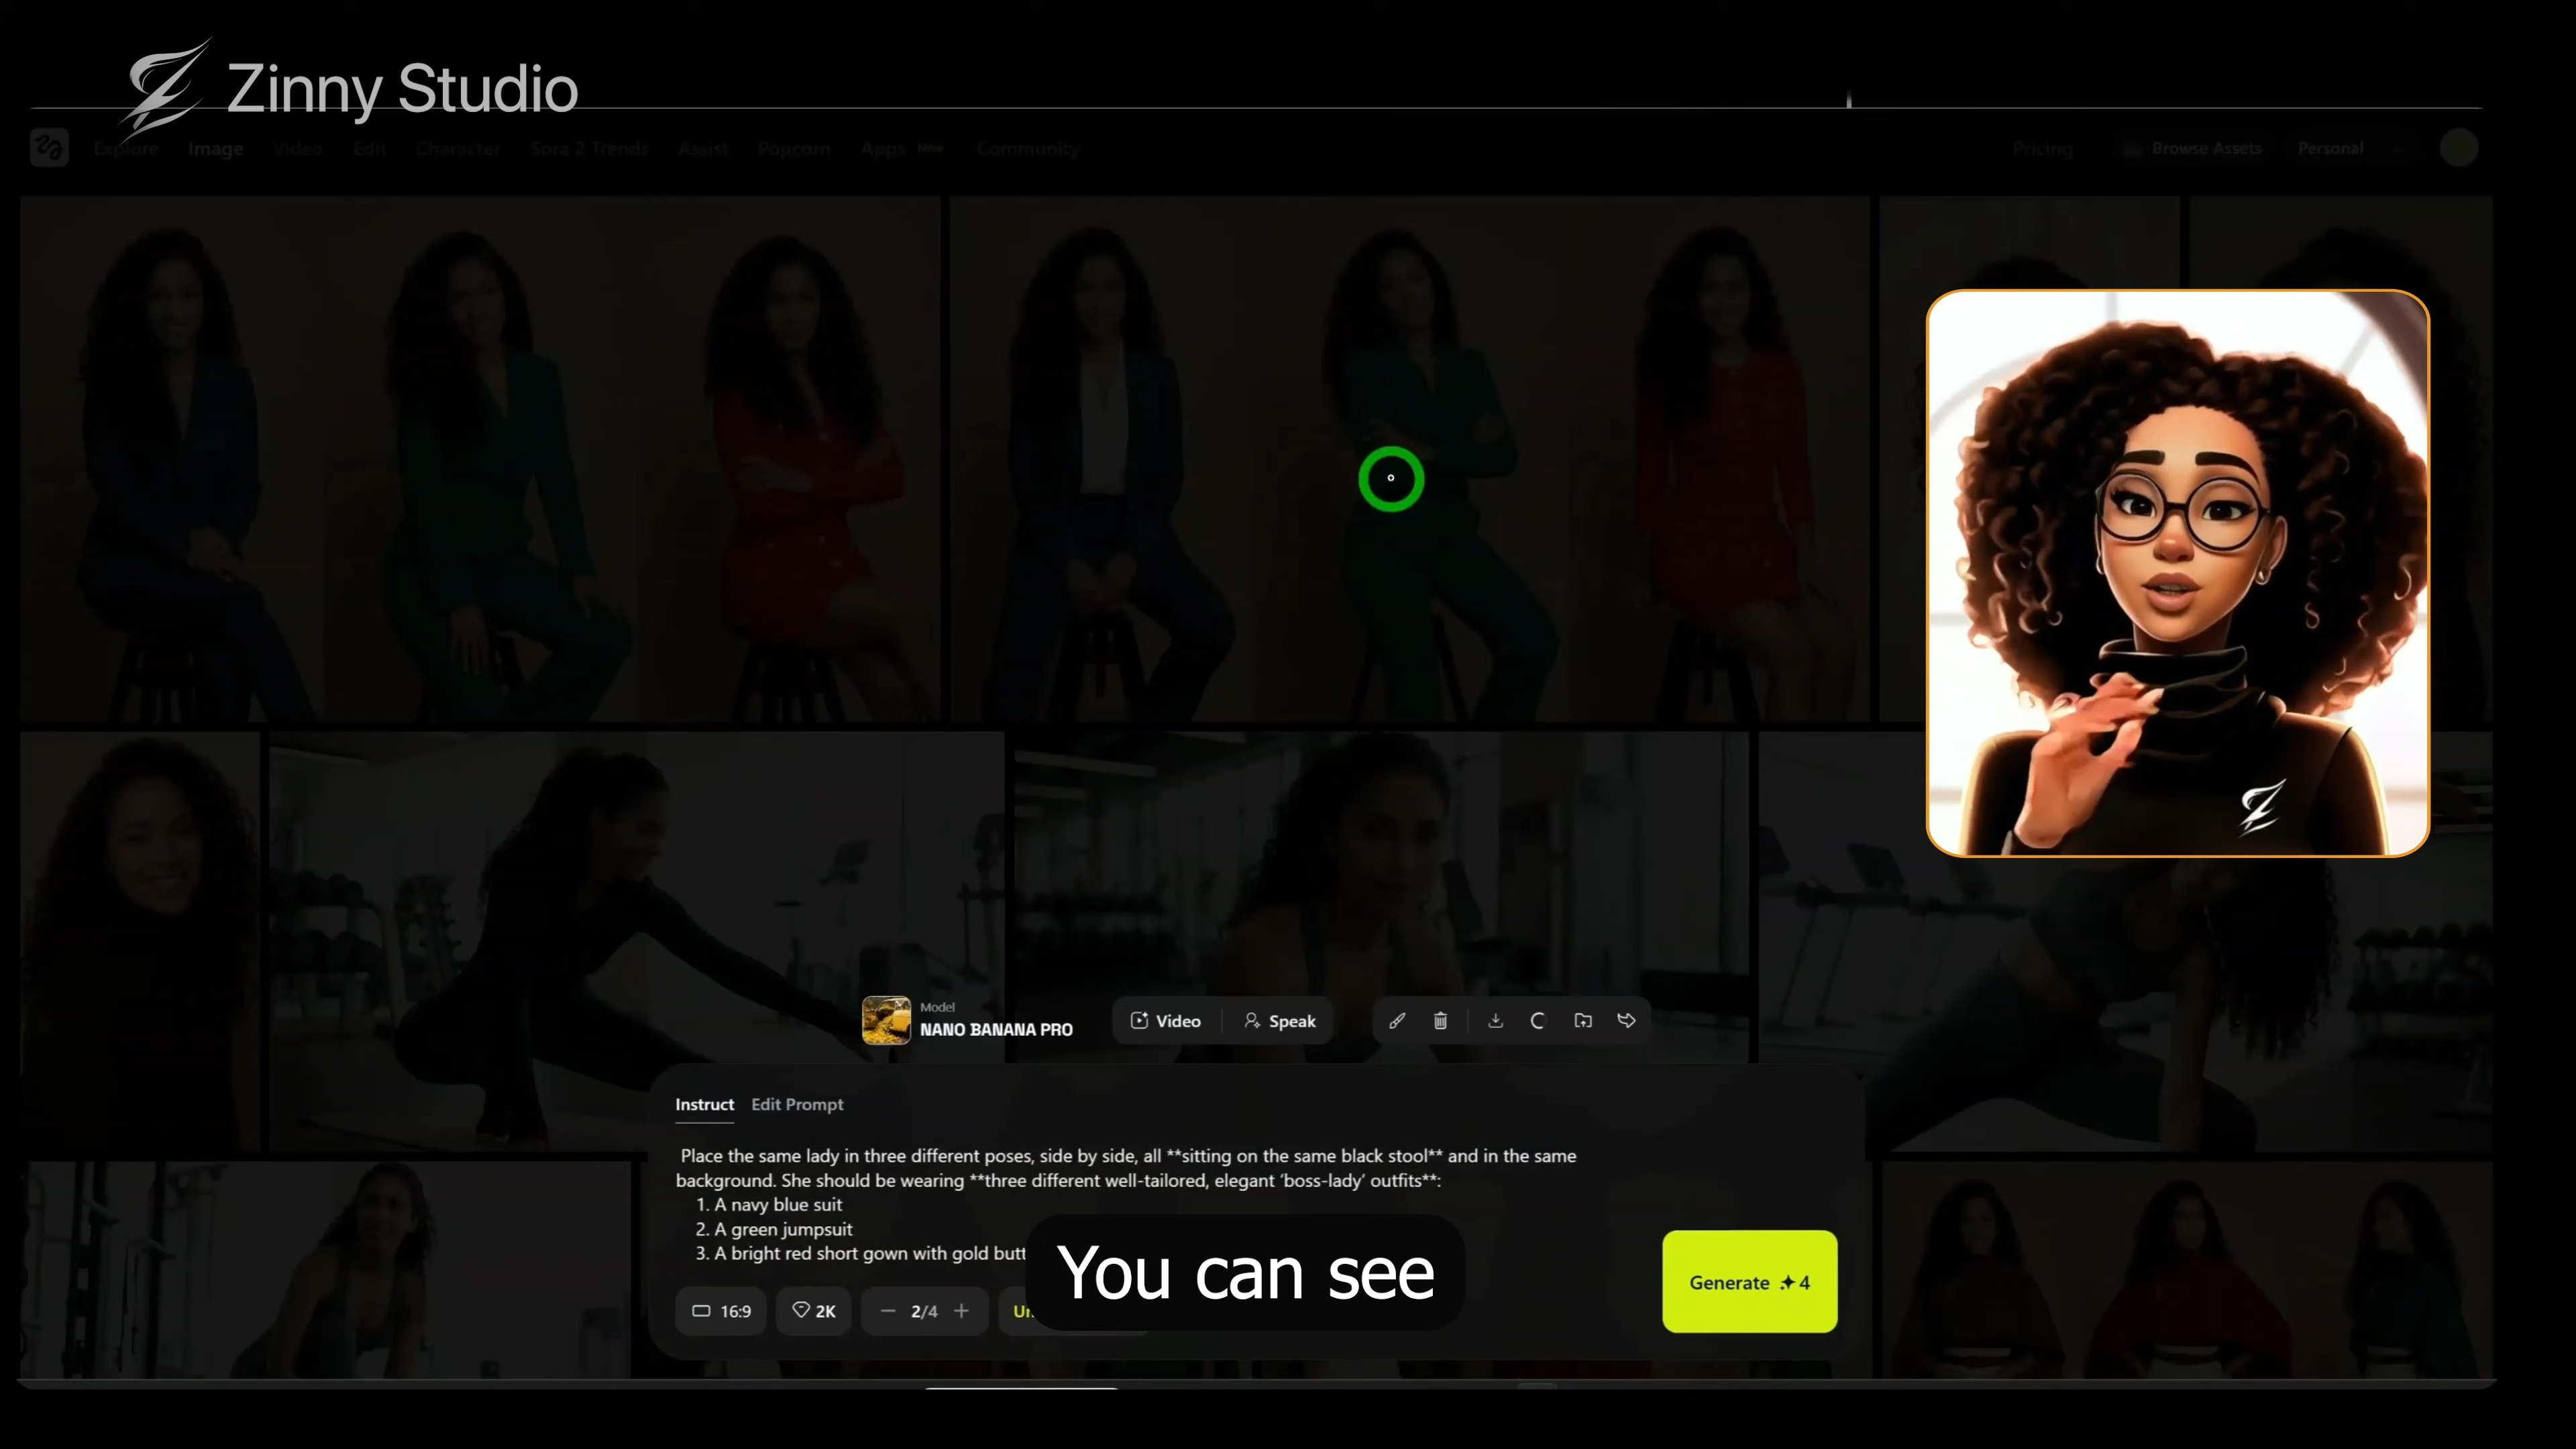 Zinny Studio
Explore Image Video Edit Character Sora 2 Trends Assist Popcorn Apps New Community Pricing Browse Assets Personal
Model
NANO BANANA PRO
Video Speak
Instruct Edit Prompt
Place the same lady in three different poses, side by side, all **sitting on the same black stool** and in the same
background. She should be wearing **three different well-tailored, elegant ‘boss-lady’ outfits**:
1. A navy blue suit
2. A green jumpsuit
3. A bright red short gown with gold butt
You can see
Generate 4
16:9 2K 2/4